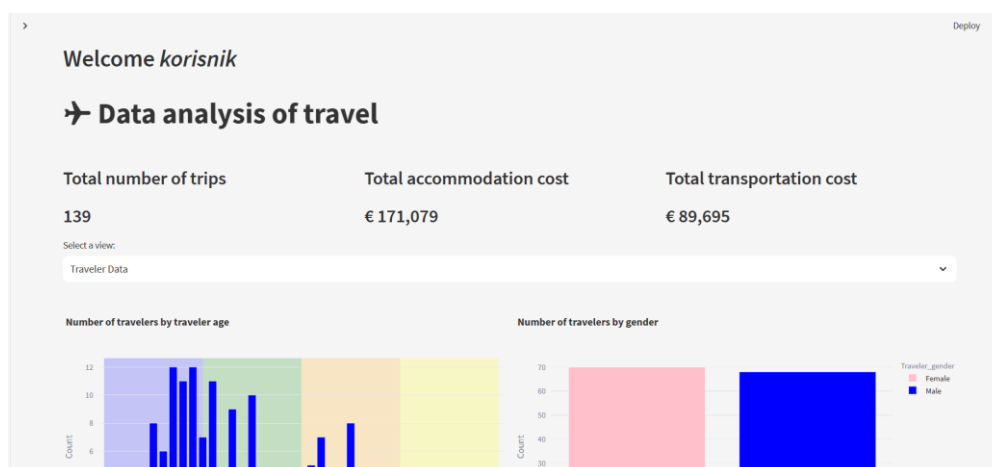 Deploy
Welcome korisnik
Data analysis of travel
Total number of trips
Total accommodation cost
Total transportation cost
139
€ 171,079
€ 89,695
Select a view:
Traveler Data
Number of travelers by traveler age
Number of travelers by gender
12
10
8
6
Count
70
60
50
40
30
Count
Traveler_gender
Female
Male